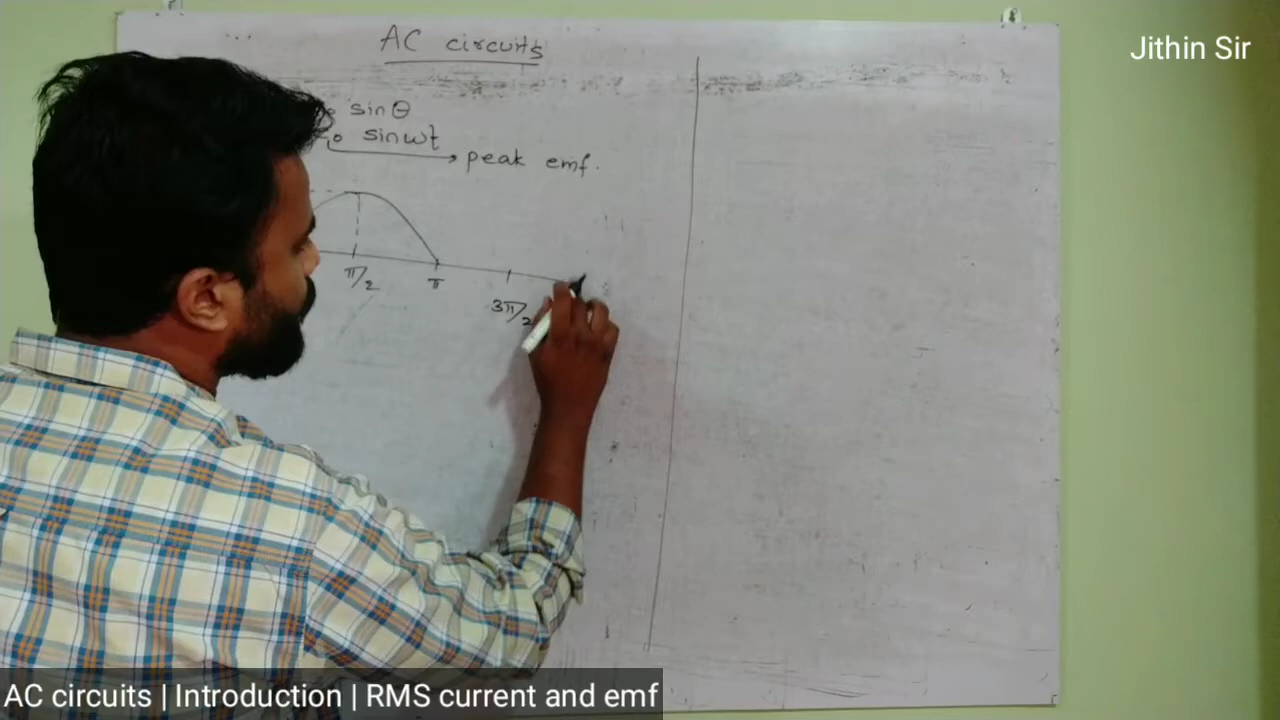 Jithin Sir
AC circuits
sinθ
sinωt
peak emf.
π/2
π
3π/2
AC circuits | Introduction | RMS current and emf